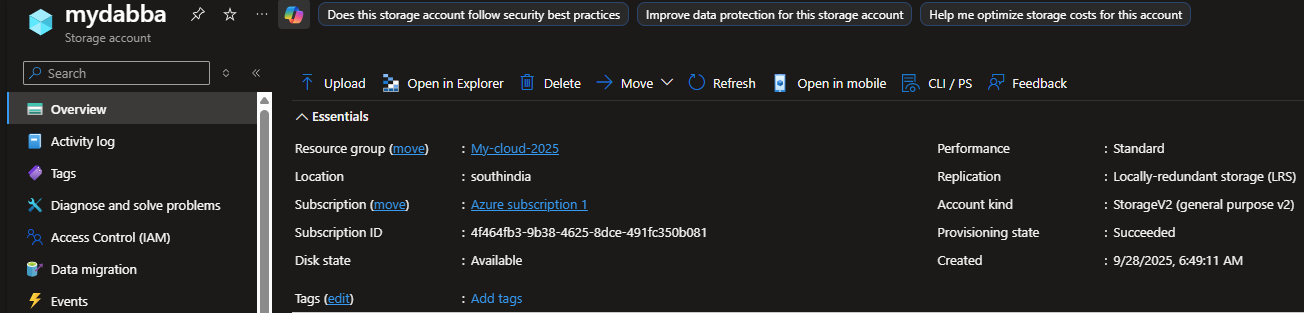 mydabba
Storage account
Does this storage account follow security best practices
Improve data protection for this storage account
Help me optimize storage costs for this account
Search
Overview
Activity log
Tags
Diagnose and solve problems
Access Control (IAM)
Data migration
Events
Upload
Open in Explorer
Delete
Move
Refresh
Open in mobile
CLI / PS
Feedback
Essentials
Resource group (move) : My-cloud-2025
Location : southindia
Subscription (move) : Azure subscription 1
Subscription ID : 4f464fb3-9b38-4625-8dce-491fc350b081
Disk state : Available
Tags (edit) : Add tags
Performance : Standard
Replication : Locally-redundant storage (LRS)
Account kind : StorageV2 (general purpose v2)
Provisioning state : Succeeded
Created : 9/28/2025, 6:49:11 AM